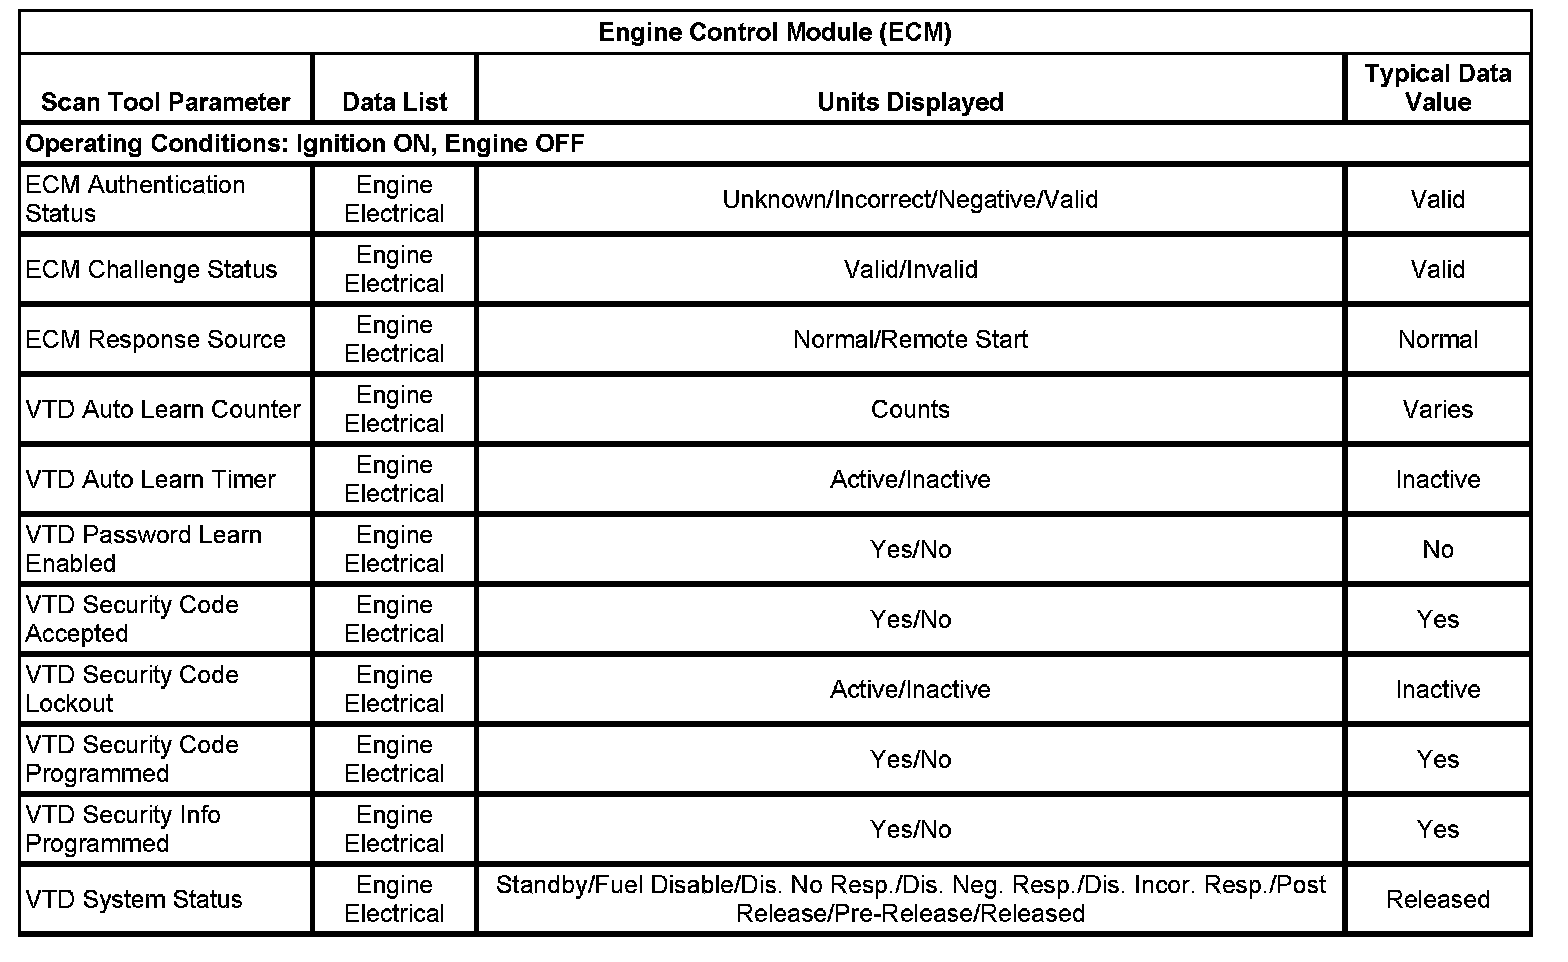 Engine Control Module (ECM)
Scan Tool Parameter
Data List
Units Displayed
Typical Data
Value
Operating Conditions: Ignition ON, Engine OFF
ECM Authentication
Status
Engine
Electrical
Unknown/Incorrect/Negative/Valid
Valid
ECM Challenge Status
Engine
Electrical
Valid/Invalid
Valid
ECM Response Source
Engine
Electrical
Normal/Remote Start
Normal
VTD Auto Learn Counter
Engine
Electrical
Counts
Varies
VTD Auto Learn Timer
Engine
Electrical
Active/Inactive
Inactive
VTD Password Learn
Enabled
Engine
Electrical
Yes/No
No
VTD Security Code
Accepted
Engine
Electrical
Yes/No
Yes
VTD Security Code
Lockout
Engine
Electrical
Active/Inactive
Inactive
VTD Security Code
Programmed
Engine
Electrical
Yes/No
Yes
VTD Security Info
Programmed
Engine
Electrical
Yes/No
Yes
VTD System Status
Engine
Electrical
Standby/Fuel Disable/Dis. No Resp./Dis. Neg. Resp./Dis. Incor. Resp./Post
Release/Pre-Release/Released
Released